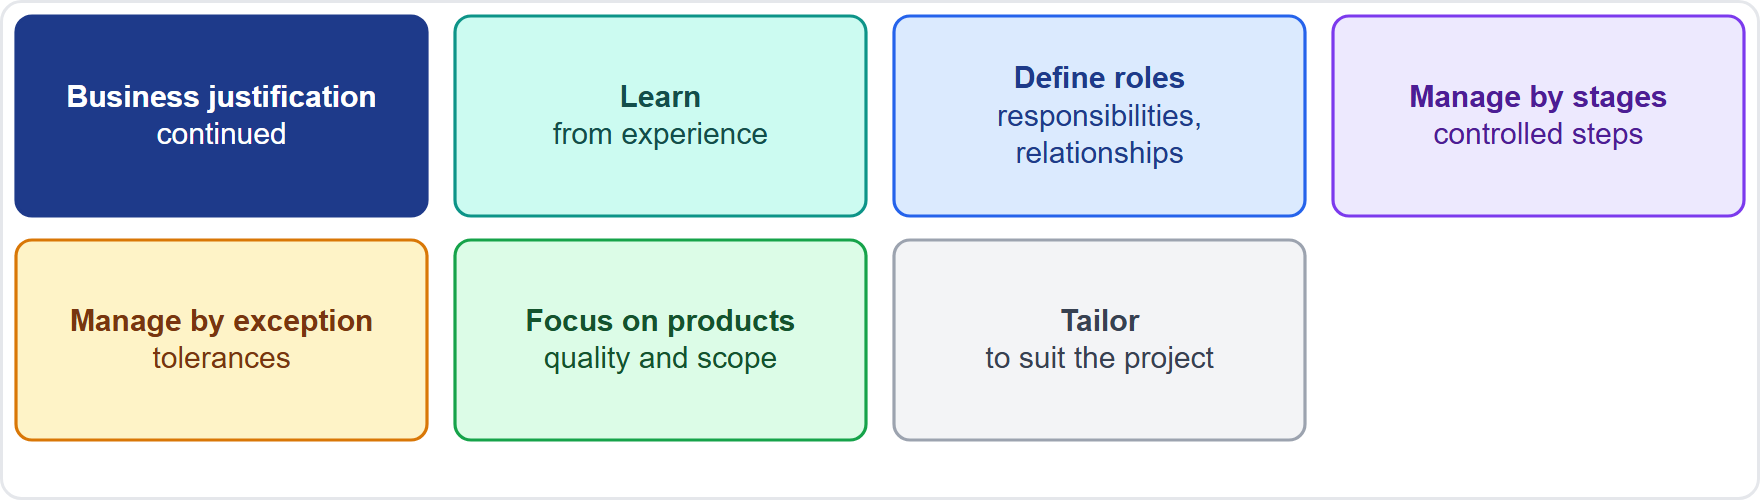 Business justification
continued
Learn
from experience
Define roles
responsibilities,
relationships
Manage by stages
controlled steps
Manage by exception
tolerances
Focus on products
quality and scope
Tailor
to suit the project